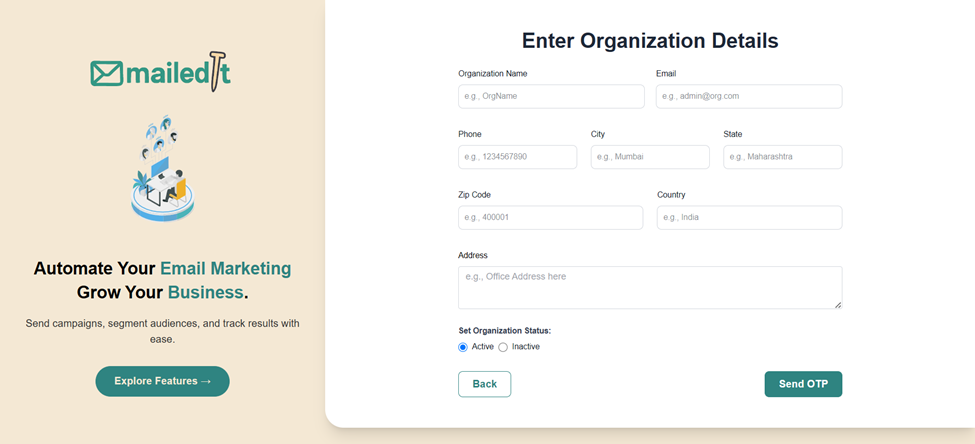 mailedit
Automate Your Email Marketing
Grow Your Business.
Send campaigns, segment audiences, and track results with
ease.
Explore Features →
Enter Organization Details
Organization Name
e.g., OrgName
Email
e.g., admin@org.com
Phone
e.g., 1234567890
City
e.g., Mumbai
State
e.g., Maharashtra
Zip Code
e.g., 400001
Country
e.g., India
Address
e.g., Office Address here
Set Organization Status:
Active Inactive
Back
Send OTP